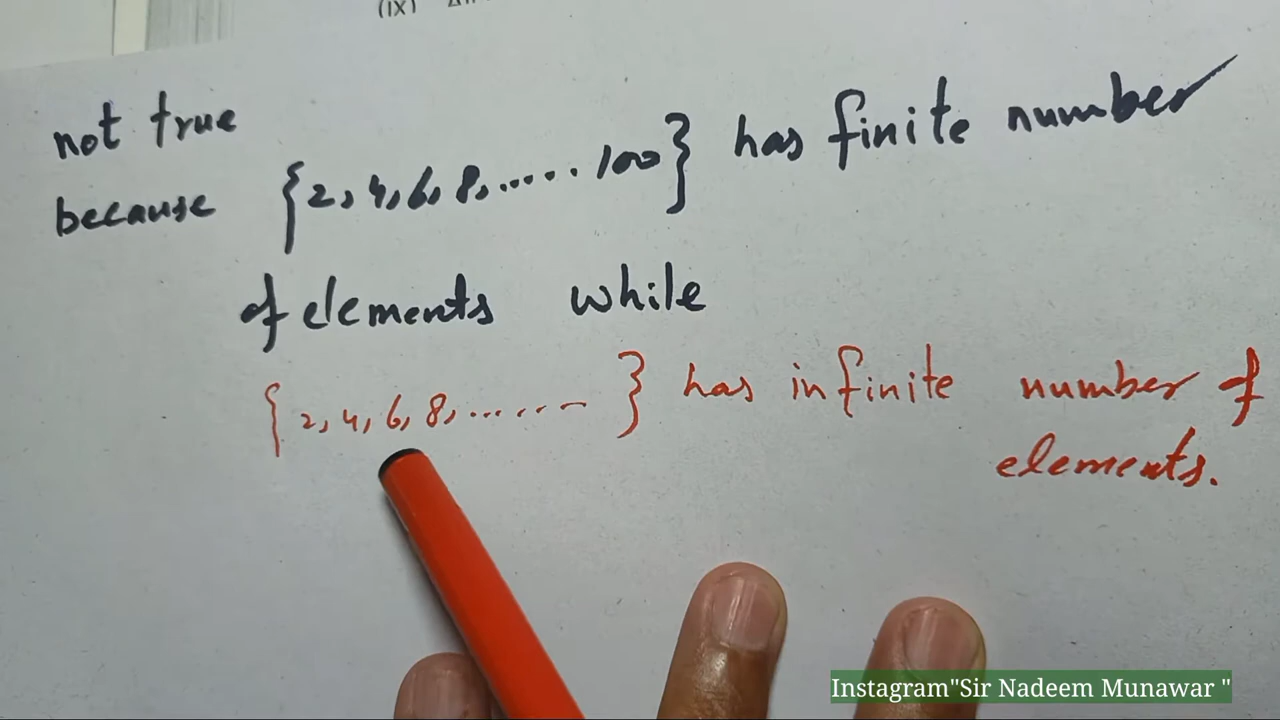 (ix)
not true
because {2, 4, 6, 8, ..... 100} has finite number
of elements while
{2, 4, 6, 8, ......} has infinite number of
elements.
Instagram"Sir Nadeem Munawar "